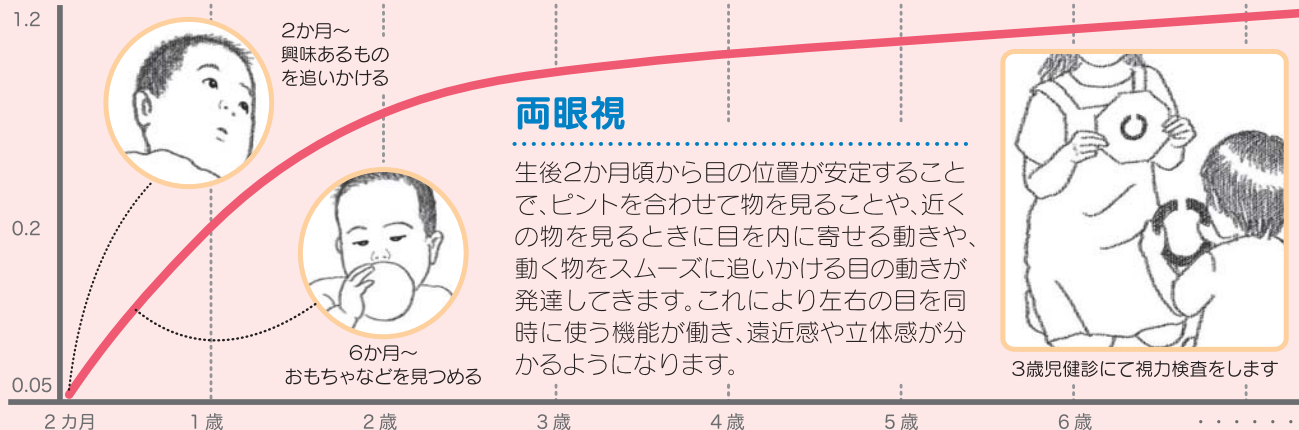 1.2
0.2
0.05
2か月〜
興味あるもの
を追いかける
6か月〜
おもちゃなどを見つめる
両眼視
生後2か月頃から目の位置が安定すること
で、ピントを合わせて物を見ることや、近く
の物を見るときに目を内に寄せる動きや、
動く物をスムーズに追いかける目の動きが
発達してきます。これにより左右の目を同
時に使う機能が働き、遠近感や立体感が分
かるようになります。
3歳児健診にて視力検査をします
2カ月 1歳 2歳 3歳 4歳 5歳 6歳 ・・・・・・